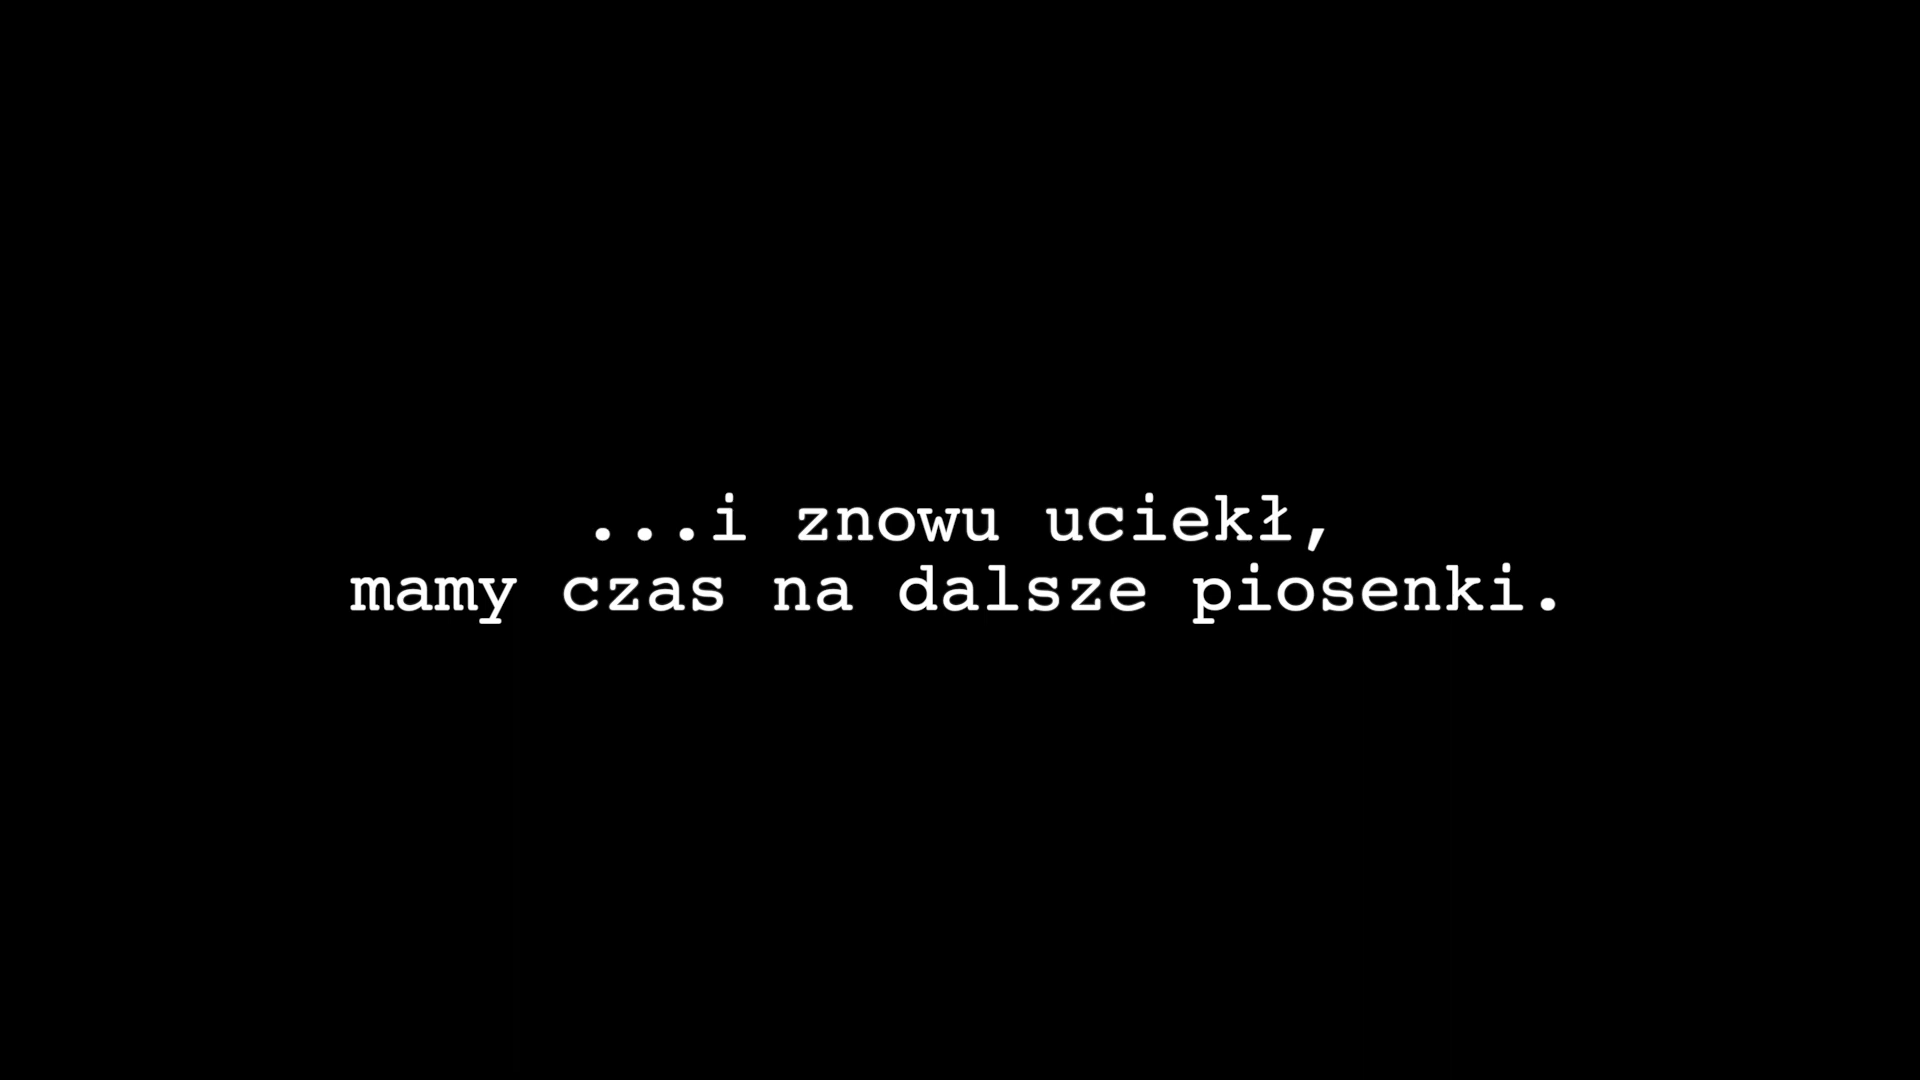 ...i znowu uciekł,
mamy czas na dalsze piosenki.